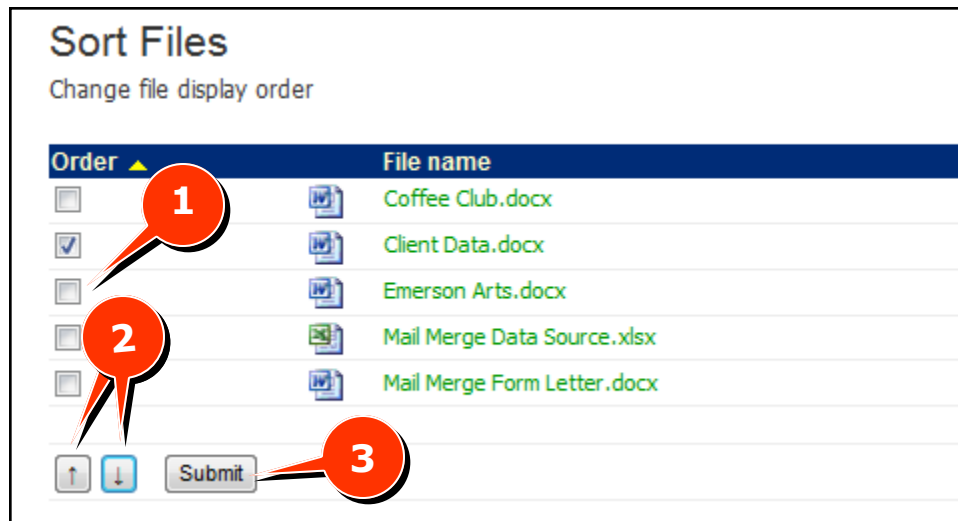 Sort Files
Change file display order
Order File name
1
Coffee Club.docx
Client Data.docx
Emerson Arts.docx
2
Mail Merge Data Source.xlsx
Mail Merge Form Letter.docx
↑ ↓ Submit 3